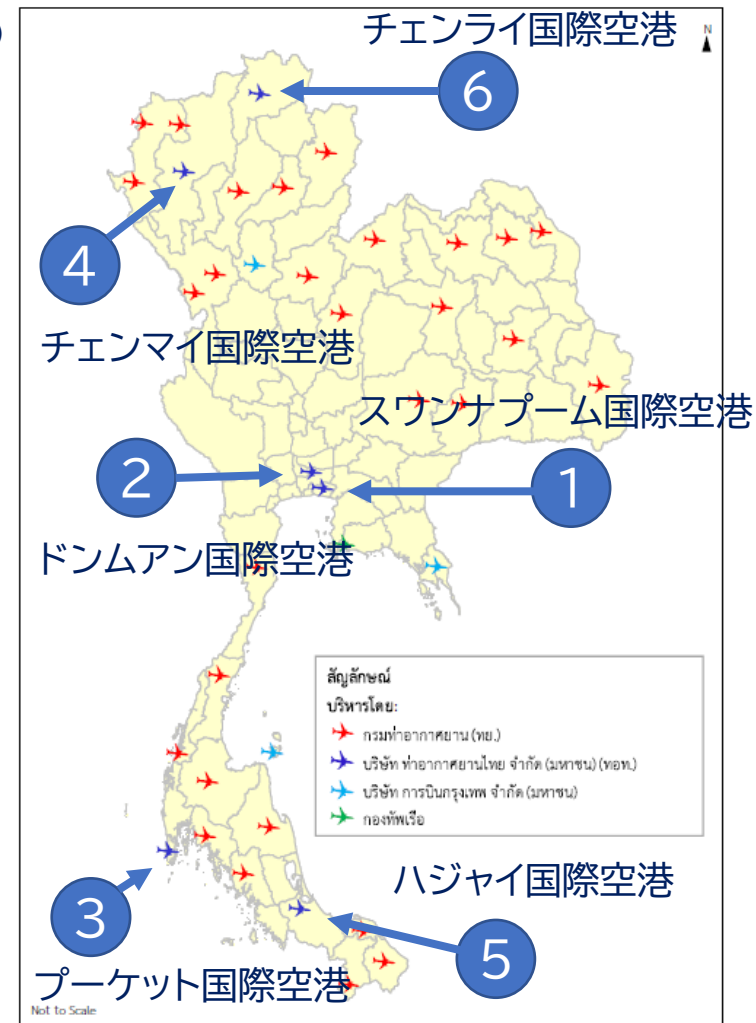 チェンライ国際空港
N
6
4
チェンマイ国際空港
スワンナプーム国際空港
2
1
ドンムアン国際空港
สัญลักษณ์
บริหารโดย:
กรมท่าอากาศยาน (ทย.)
บริษัท ท่าอากาศยานไทย จำกัด (มหาชน) (ทอท.)
บริษัท การบินกรุงเทพ จำกัด (มหาชน)
กองทัพเรือ
ハジャイ国際空港
3
5
プーケット国際空港
Not to Scale